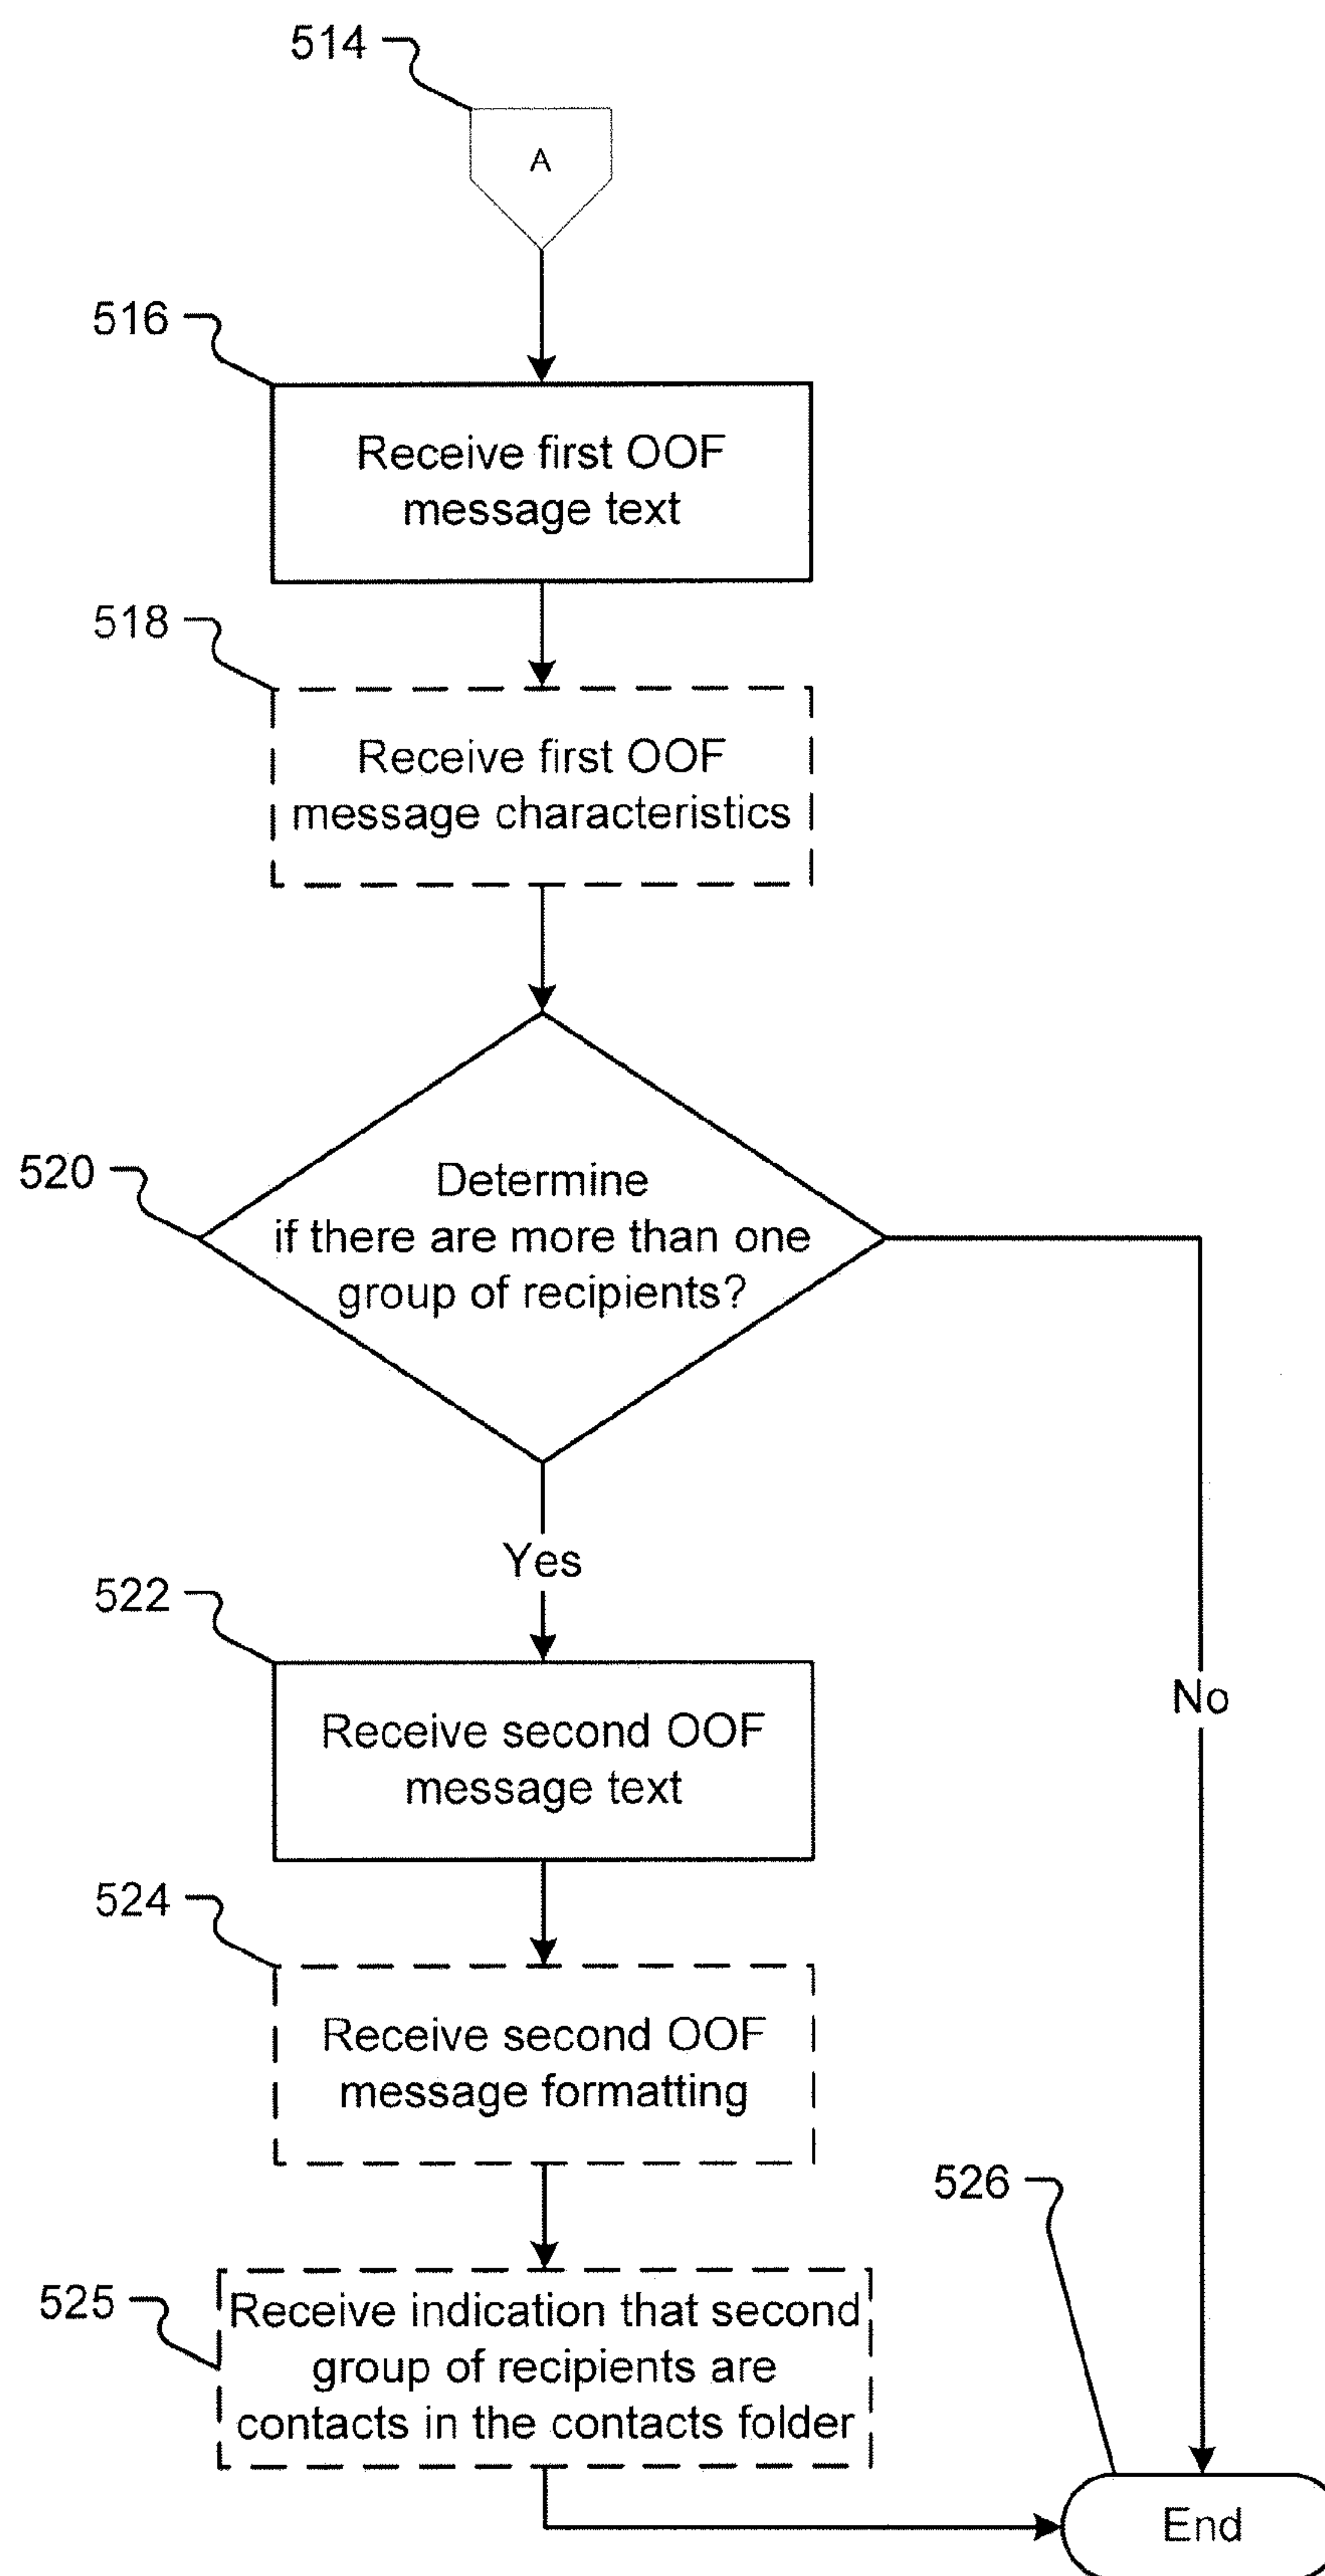 514
A
516
Receive first OOF
message text
518
Receive first OOF
message characteristics
520
Determine
if there are more than one
group of recipients?
Yes
522
Receive second OOF
message text
No
524
Receive second OOF
message formatting
526
525
Receive indication that second
group of recipients are
contacts in the contacts folder
End